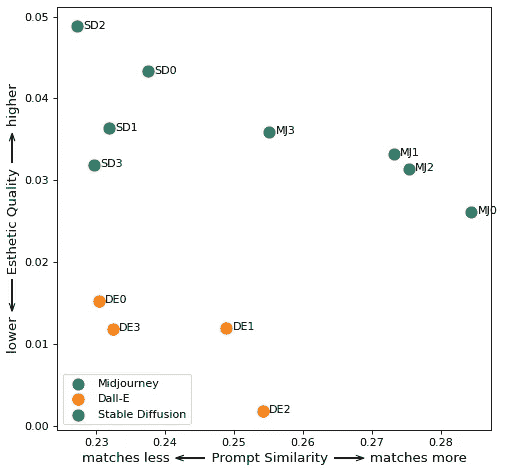 0.05
SD2
SD0
0.04
SD1
MJ3
SD3
MJ1
MJ2
0.03
MJ0
0.02
DE0
DE3
DE1
0.01
DE2
0.00
lower Esthetic Quality higher
Midjourney
Dall-E
Stable Diffusion
0.23 0.24 0.25 0.26 0.27 0.28
matches less Prompt Similarity matches more